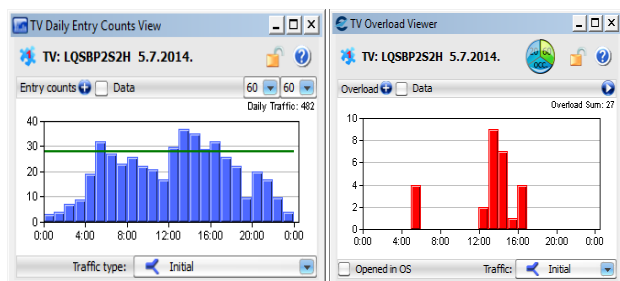 TV Daily Entry Counts View
TV: LQSBP2S2H 5.7.2014.
Entry counts Data 60 60
Daily Traffic: 482
40
30
20
10
0
0:00 4:00 8:00 12:00 16:00 20:00 0:00
Traffic type: Initial
TV Overload Viewer
TV: LQSBP2S2H 5.7.2014.
Overload Data
Overload Sum: 27
10
8
6
4
2
0
0:00 4:00 8:00 12:00 16:00 20:00 0:00
Opened in OS Traffic: Initial